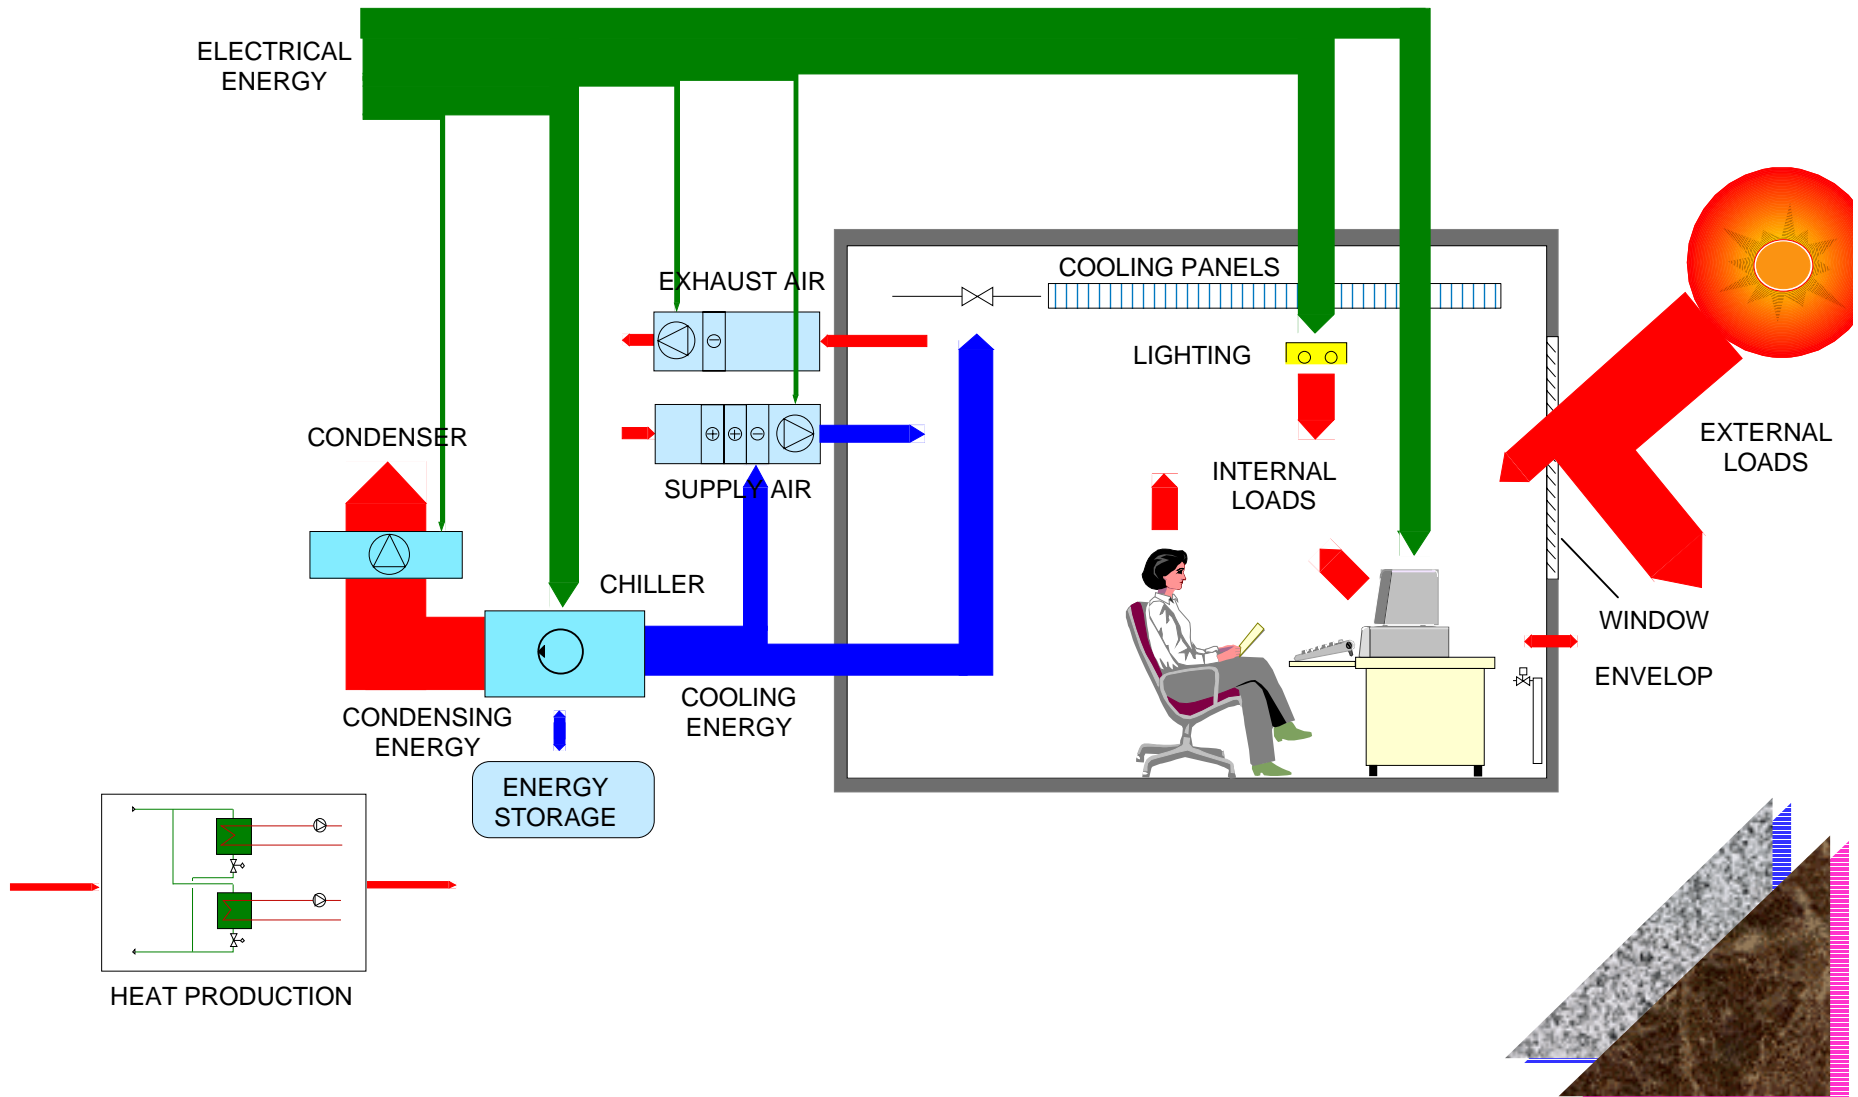 ELECTRICAL
ENERGY
EXHAUST AIR
COOLING PANELS
LIGHTING
CONDENSER
SUPPLY AIR
INTERNAL
LOADS
EXTERNAL
LOADS
CHILLER
WINDOW
ENVELOP
CONDENSING
ENERGY
COOLING
ENERGY
ENERGY
STORAGE
HEAT PRODUCTION